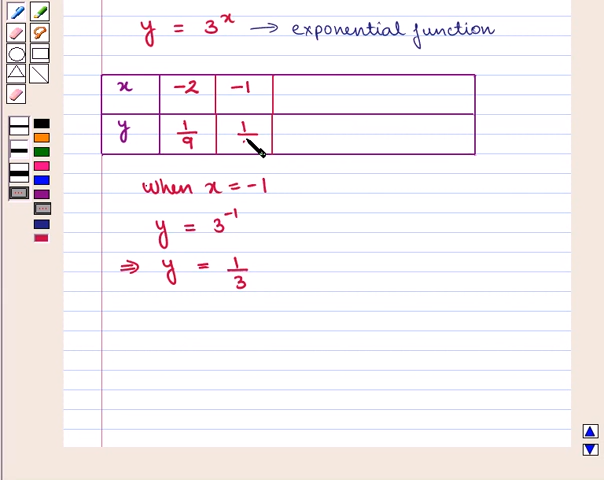 y = 3^x → exponential function
x -2 -1
y 1/9 1/
when x = -1
y = 3^-1
⇒ y = 1/3